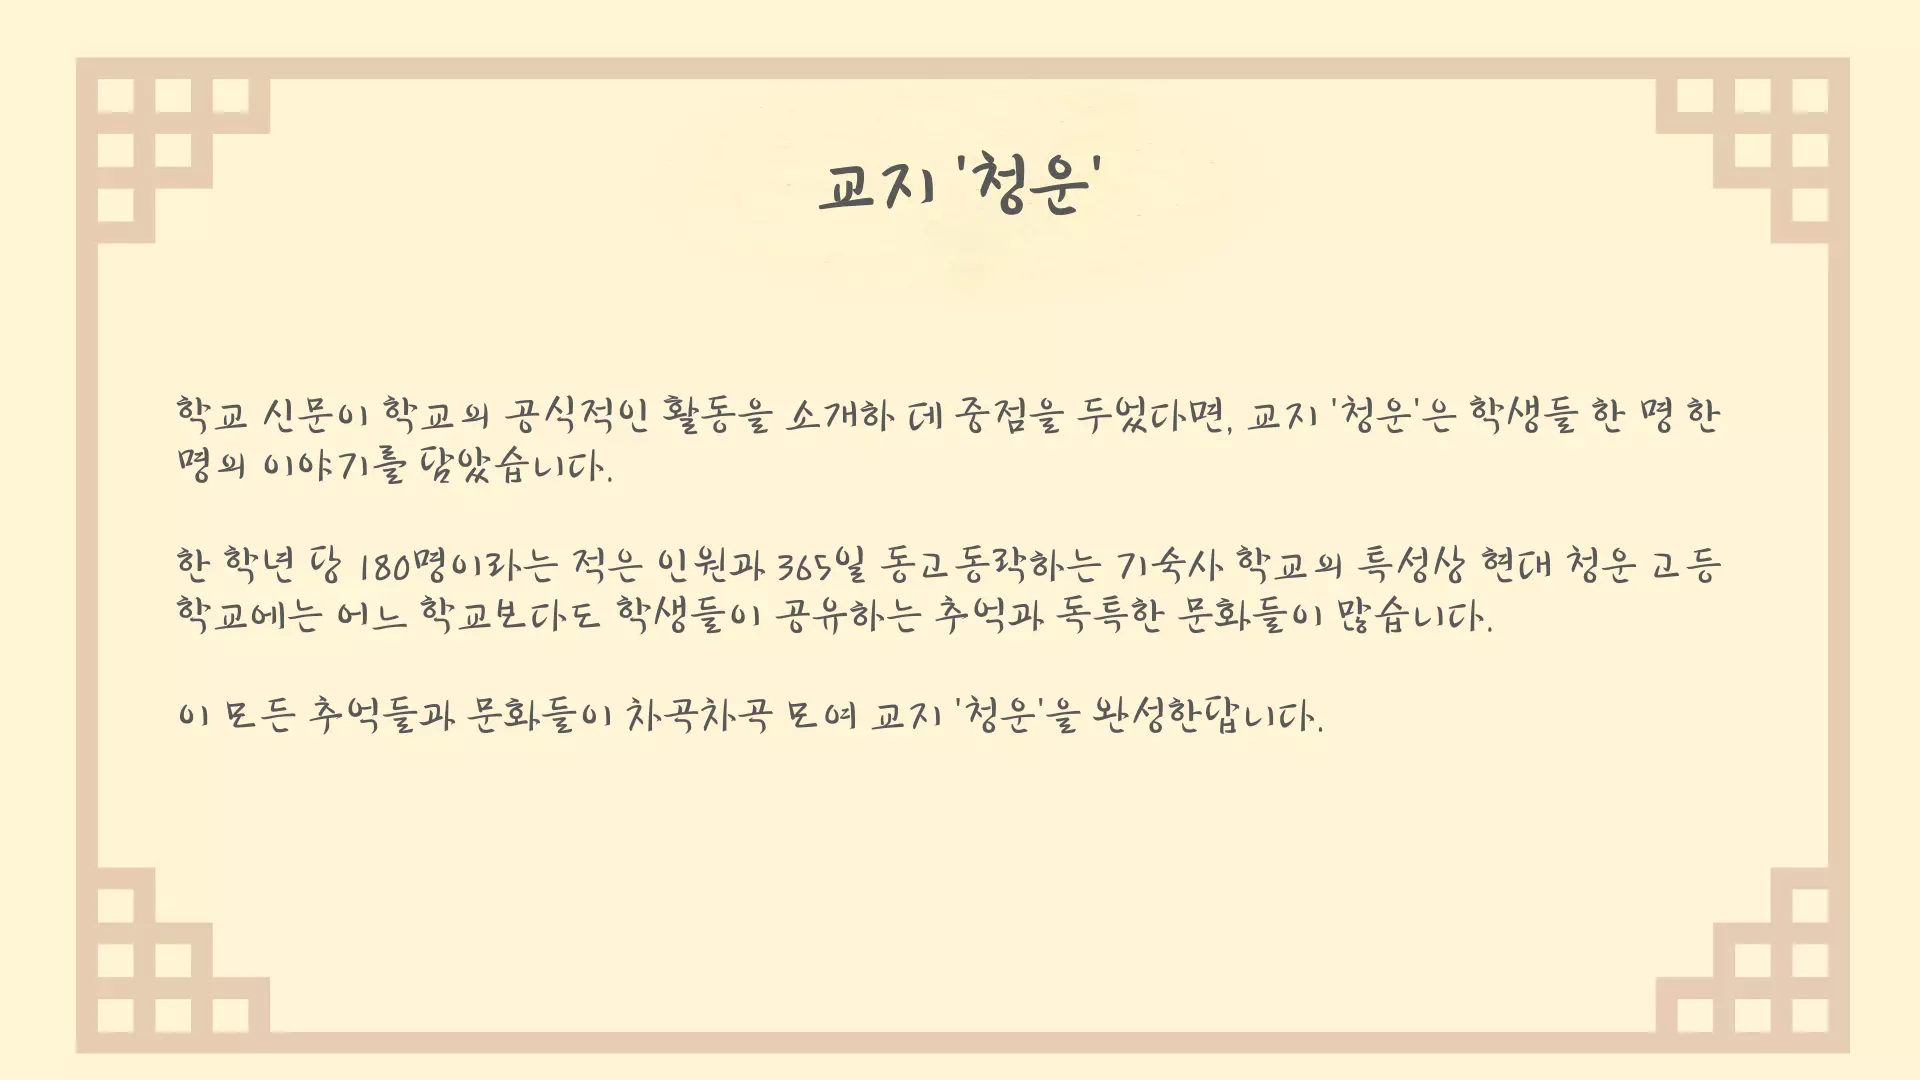 교지 '청운'
학교 신문이 학교의 공식적인 활동을 소개하 데 중점을 두었다면, 교지 '청운'은 학생들 한 명 한
명의 이야기를 담았습니다.
한 학년 당 180명이라는 적은 인원과 365일 동고동락하는 기숙사 학교의 특성상 현대 청운 고등
학교에는 어느 학교보다도 학생들이 공유하는 추억과 독특한 문화들이 많습니다.
이 모든 추억들과 문화들이 차곡차곡 모여 교지 '청운'을 완성한답니다.